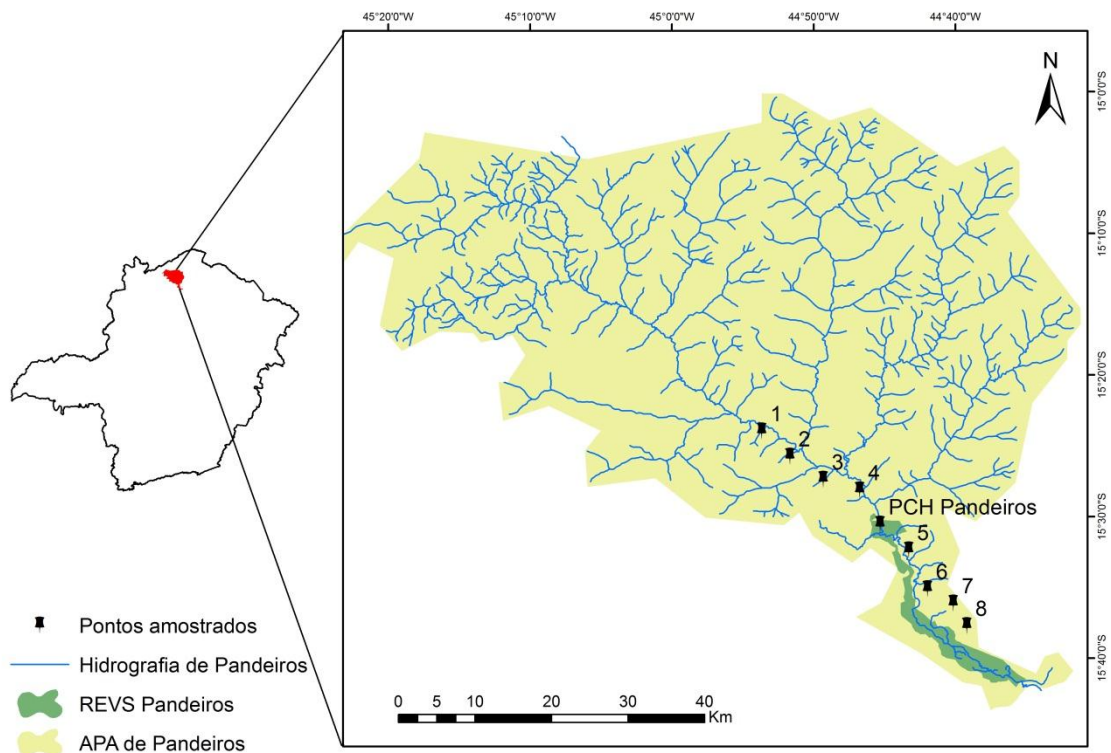 45°20'0"W 45°10'0"W 45°0'0"W 44°50'0"W 44°40'0"W
N
15°0'0"S
15°10'0"S
15°20'0"S
15°30'0"S
15°40'0"S
1
2
3
4
PCH Pandeiros
5
6
7
8
Pontos amostrados
Hidrografia de Pandeiros
REVS Pandeiros
APA de Pandeiros
0 5 10 20 30 40
Km